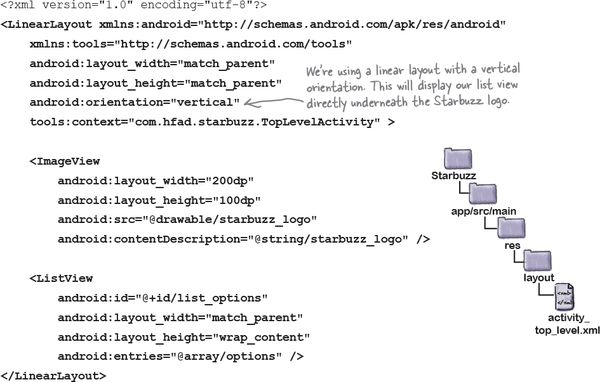 <?xml version="1.0" encoding="utf-8"?>
<LinearLayout xmlns:android="http://schemas.android.com/apk/res/android"
xmlns:tools="http://schemas.android.com/tools"
android:layout_width="match_parent"
android:layout_height="match_parent"
android:orientation="vertical"
tools:context="com.hfad.starbuzz.TopLevelActivity" >
We're using a linear layout with a vertical
orientation. This will display our list view
directly underneath the Starbuzz logo.
<ImageView
android:layout_width="200dp"
android:layout_height="100dp"
android:src="@drawable/starbuzz_logo"
android:contentDescription="@string/starbuzz_logo" />
<ListView
android:id="@+id/list_options"
android:layout_width="match_parent"
android:layout_height="wrap_content"
android:entries="@array/options" />
</LinearLayout>
Starbuzz
app/src/main
res
layout
<xml>
</xml>
activity_
top_level.xml